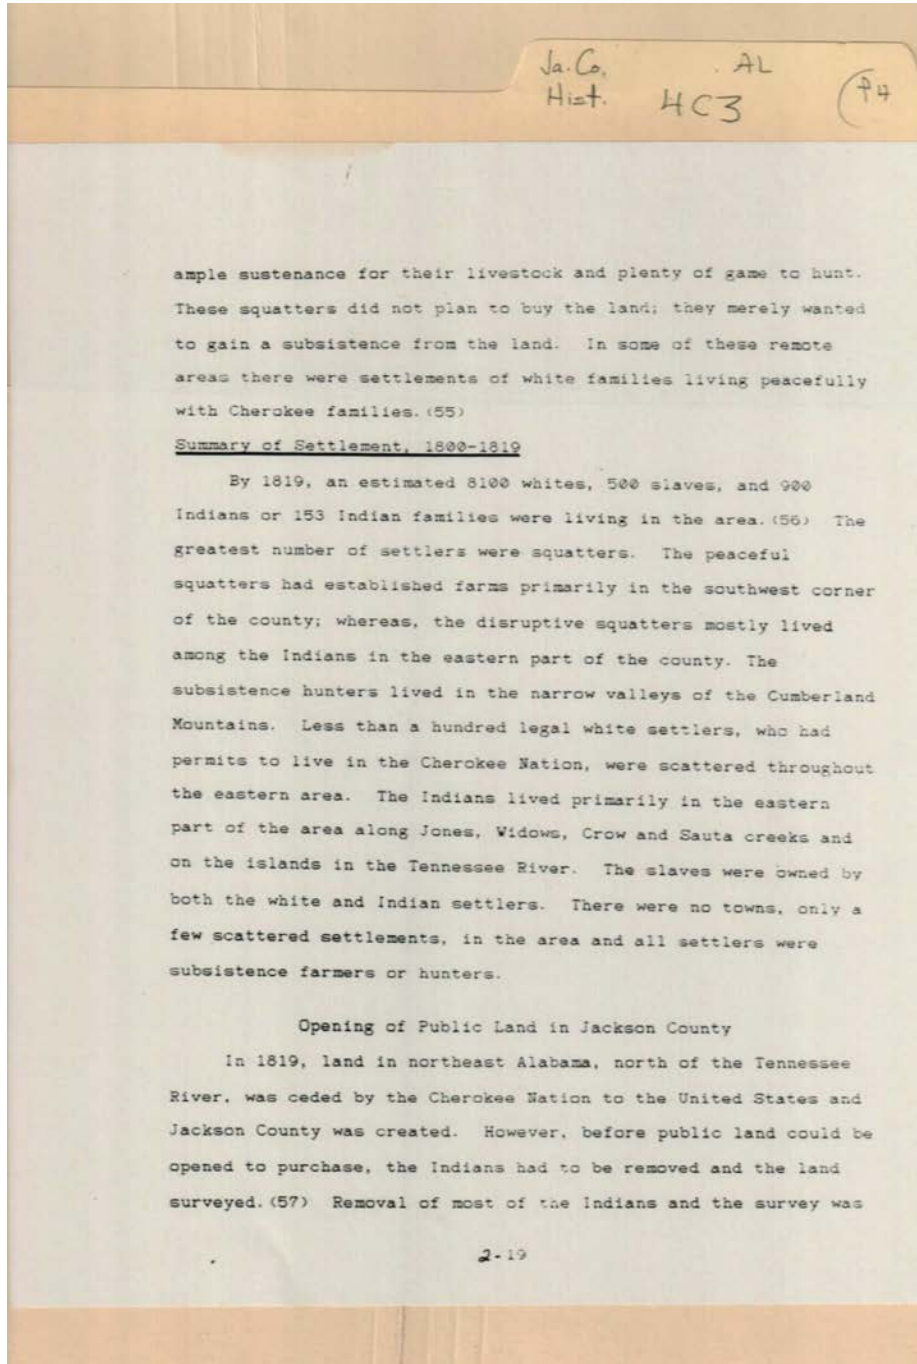 Ja. Co. AL
Hist. 4C3 P4
ample sustenance for their livestock and plenty of game to hunt.
These squatters did not plan to buy the land; they merely wanted
to gain a subsistence from the land. In some of these remote
areas there were settlements of white families living peacefully
with Cherokee families.(55)
Summary of Settlement, 1800-1819
By 1819, an estimated 8100 whites, 500 slaves, and 900
Indians or 153 Indian families were living in the area.(56) The
greatest number of settlers were squatters. The peaceful
squatters had established farms primarily in the southwest corner
of the county; whereas, the disruptive squatters mostly lived
among the Indians in the eastern part of the county. The
subsistence hunters lived in the narrow valleys of the Cumberland
Mountains. Less than a hundred legal white settlers, who had
permits to live in the Cherokee Nation, were scattered throughout
the eastern area. The Indians lived primarily in the eastern
part of the area along Jones, Widows, Crow and Sauta creeks and
on the islands in the Tennessee River. The slaves were owned by
both the white and Indian settlers. There were no towns, only a
few scattered settlements, in the area and all settlers were
subsistence farmers or hunters.
Opening of Public Land in Jackson County
In 1819, land in northeast Alabama, north of the Tennessee
River, was ceded by the Cherokee Nation to the United States and
Jackson County was created. However, before public land could be
opened to purchase, the Indians had to be removed and the land
surveyed.(57) Removal of most of the Indians and the survey was
2-19